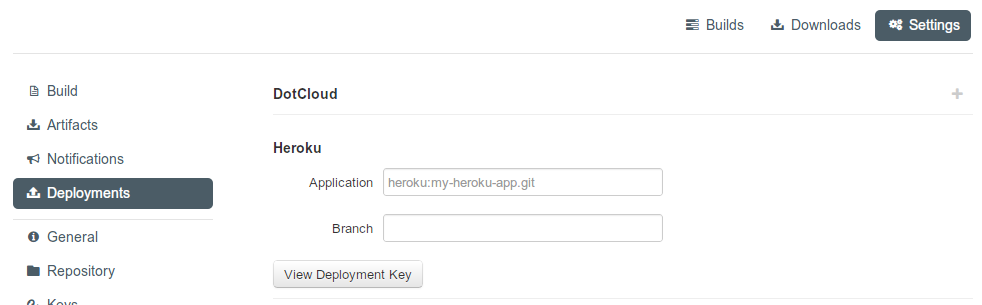 Builds
Downloads
Settings
Build
Artifacts
Notifications
Deployments
General
Repository
Keys
DotCloud
Heroku
Application
heroku:my-heroku-app.git
Branch
View Deployment Key